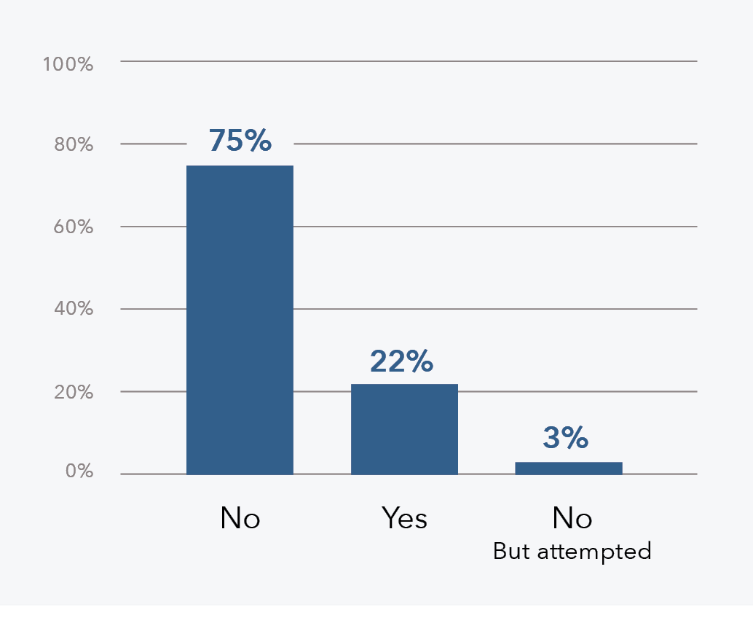 100%
80%
60%
40%
20%
0%
75%
22%
3%
No
Yes
No
But attempted